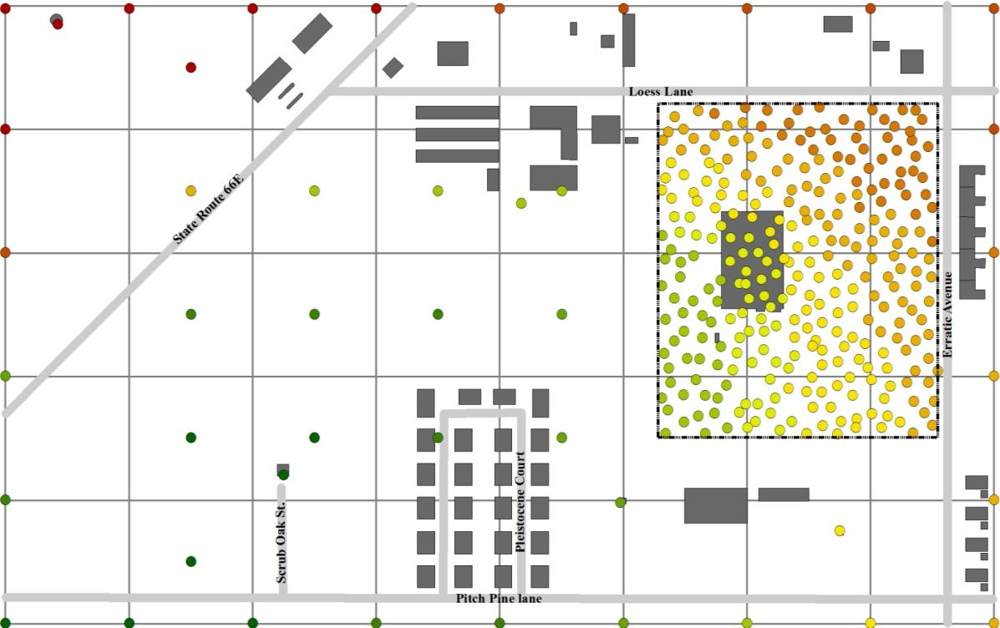 Loess Lane
State Route 66E
Erratic Avenue
Pleistocene Court
Scrub Oak St.
Pitch Pine lane